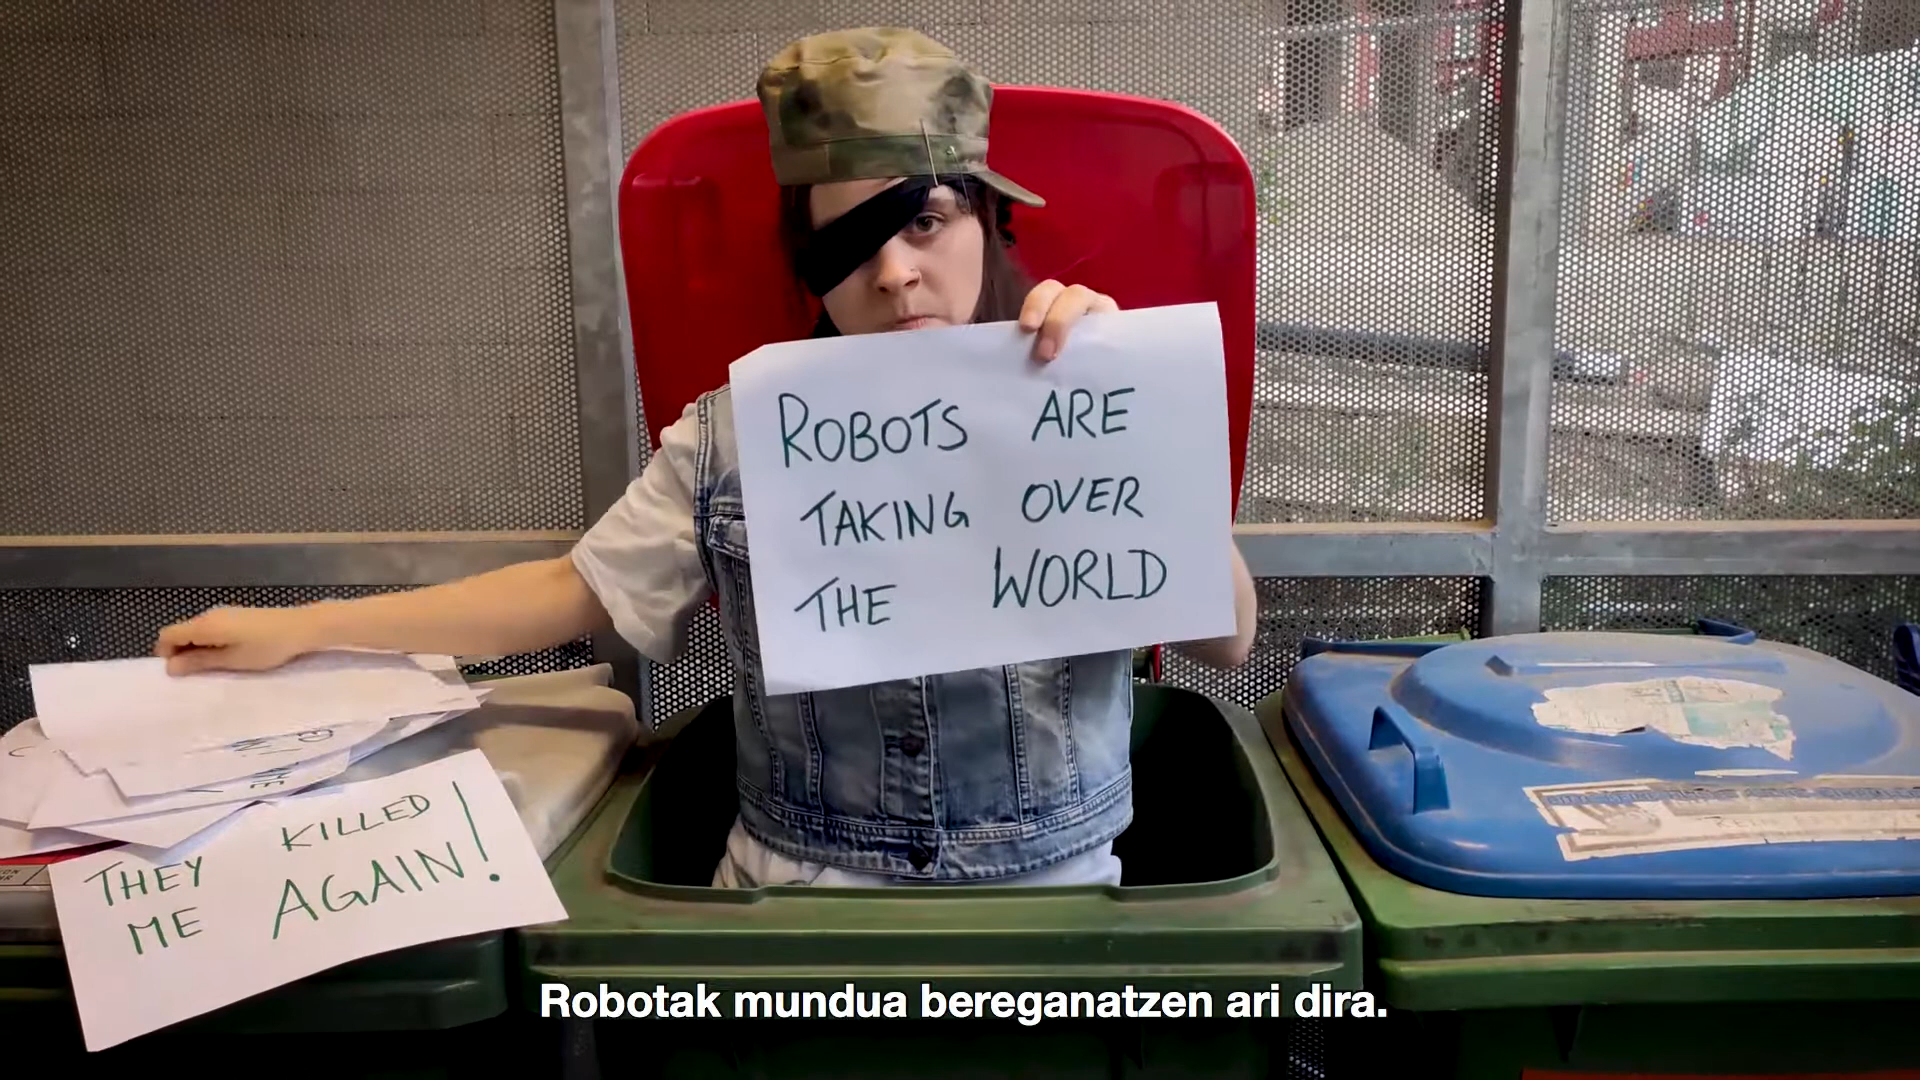 ROBOTS ARE
TAKING OVER
THE WORLD
THEY KILLED
ME AGAIN!
Robotak mundua bereganatzen ari dira.